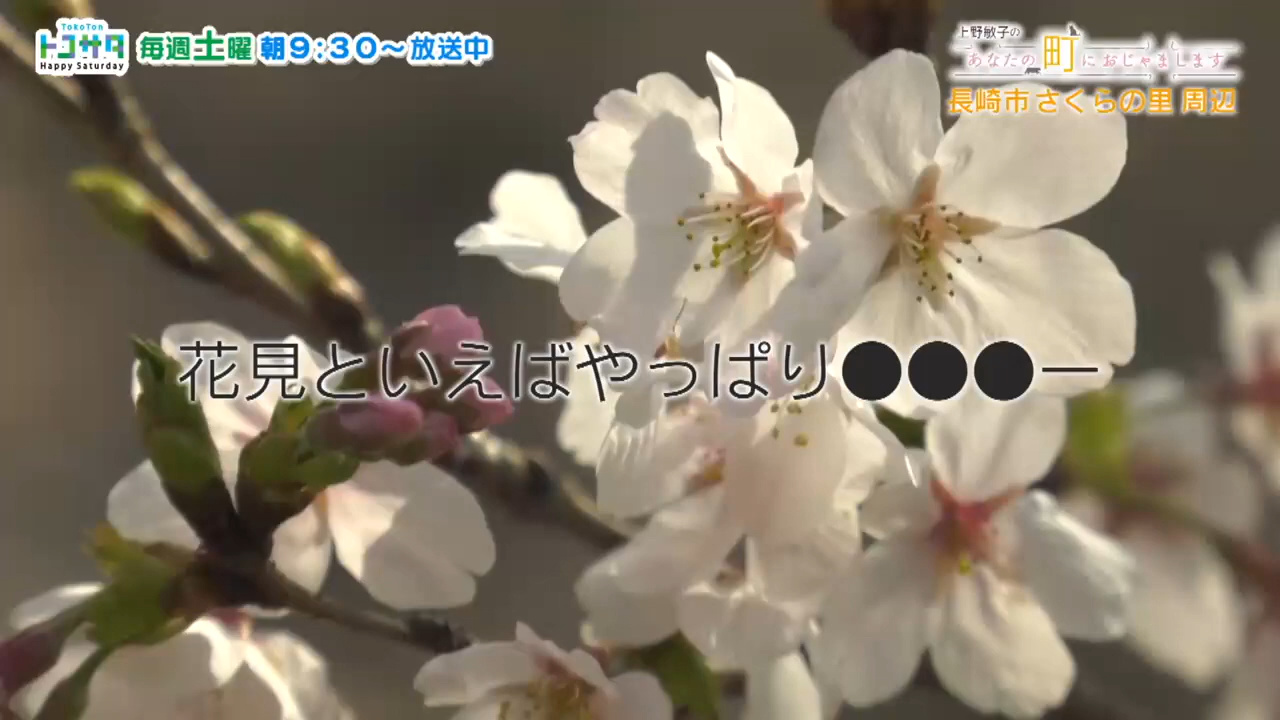 TokoTon
トコサタ
Happy Saturday
毎週土曜 朝9:30～放送中
上野敏子の
あなたの町におじゃまします
長崎市 さくらの里 周辺
花見といえばやっぱり●●●ー